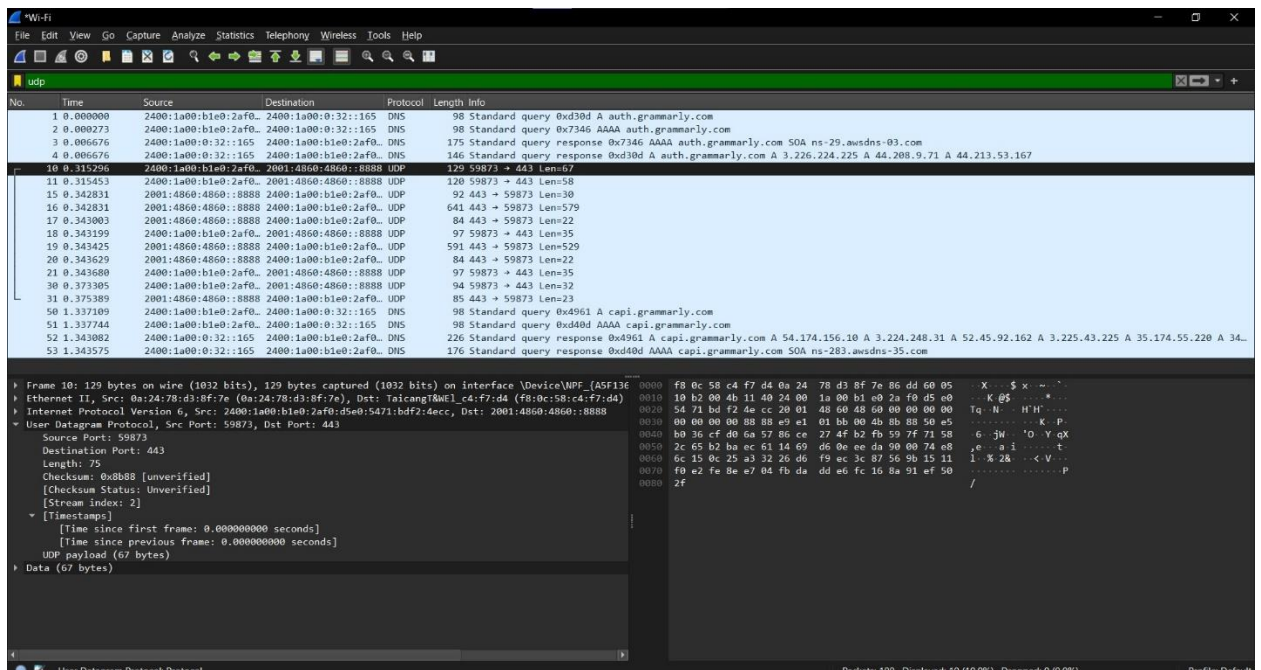 *Wi-Fi
File Edit View Go Capture Analyze Statistics Telephony Wireless Tools Help
udp
No. Time Source Destination Protocol Length Info
1 0.000000 2400:1a00:b1e0:2af0… 2400:1a00:0:32::165 DNS 98 Standard query 0xd30d A auth.grammarly.com
2 0.000273 2400:1a00:b1e0:2af0… 2400:1a00:0:32::165 DNS 98 Standard query 0x7346 AAAA auth.grammarly.com
3 0.006676 2400:1a00:0:32::165 2400:1a00:b1e0:2af0… DNS 175 Standard query response 0x7346 AAAA auth.grammarly.com SOA ns-29.awsdns-03.com
4 0.006676 2400:1a00:0:32::165 2400:1a00:b1e0:2af0… DNS 146 Standard query response 0xd30d A auth.grammarly.com A 3.226.224.225 A 44.208.9.71 A 44.213.53.167
10 0.315296 2400:1a00:b1e0:2af0… 2001:4860:4860::8888 UDP 129 59873 → 443 Len=67
11 0.315453 2400:1a00:b1e0:2af0… 2001:4860:4860::8888 UDP 120 59873 → 443 Len=58
15 0.342831 2001:4860:4860::8888 2400:1a00:b1e0:2af0… UDP 92 443 → 59873 Len=30
16 0.342831 2001:4860:4860::8888 2400:1a00:b1e0:2af0… UDP 641 443 → 59873 Len=579
17 0.343003 2001:4860:4860::8888 2400:1a00:b1e0:2af0… UDP 84 443 → 59873 Len=22
18 0.343199 2400:1a00:b1e0:2af0… 2001:4860:4860::8888 UDP 97 59873 → 443 Len=35
19 0.343425 2001:4860:4860::8888 2400:1a00:b1e0:2af0… UDP 591 443 → 59873 Len=529
20 0.343629 2001:4860:4860::8888 2400:1a00:b1e0:2af0… UDP 84 443 → 59873 Len=22
21 0.343680 2400:1a00:b1e0:2af0… 2001:4860:4860::8888 UDP 97 59873 → 443 Len=35
30 0.373305 2400:1a00:b1e0:2af0… 2001:4860:4860::8888 UDP 94 59873 → 443 Len=32
31 0.375389 2001:4860:4860::8888 2400:1a00:b1e0:2af0… UDP 85 443 → 59873 Len=23
50 1.337109 2400:1a00:b1e0:2af0… 2400:1a00:0:32::165 DNS 98 Standard query 0x4961 A capi.grammarly.com
51 1.337744 2400:1a00:b1e0:2af0… 2400:1a00:0:32::165 DNS 98 Standard query 0xd40d AAAA capi.grammarly.com
52 1.343082 2400:1a00:0:32::165 2400:1a00:b1e0:2af0… DNS 226 Standard query response 0x4961 A capi.grammarly.com A 54.174.156.10 A 3.224.248.31 A 52.45.92.162 A 3.225.43.225 A 35.174.55.220 A 34…
53 1.343575 2400:1a00:0:32::165 2400:1a00:b1e0:2af0… DNS 176 Standard query response 0xd40d AAAA capi.grammarly.com SOA ns-283.awsdns-35.com
Frame 10: 129 bytes on wire (1032 bits), 129 bytes captured (1032 bits) on interface \Device\NPF_{A5F136
Ethernet II, Src: 0a:24:78:d3:8f:7e (0a:24:78:d3:8f:7e), Dst: TaicangT&WEl_c4:f7:d4 (f8:0c:58:c4:f7:d4)
Internet Protocol Version 6, Src: 2400:1a00:b1e0:2af0:d5e0:5471:bdf2:4ecc, Dst: 2001:4860:4860::8888
User Datagram Protocol, Src Port: 59873, Dst Port: 443
Source Port: 59873
Destination Port: 443
Length: 75
Checksum: 0x8b88 [unverified]
[Checksum Status: Unverified]
[Stream index: 2]
[Timestamps]
[Time since first frame: 0.000000000 seconds]
[Time since previous frame: 0.000000000 seconds]
UDP payload (67 bytes)
Data (67 bytes)
0000 f8 0c 58 c4 f7 d4 0a 24 78 d3 8f 7e 86 dd 60 05 ··X····$ x··~··`·
0010 10 b2 00 4b 11 40 24 00 1a 00 b1 e0 2a f0 d5 e0 ···K·@$· ····*···
0020 54 71 bd f2 4e cc 20 01 48 60 48 60 00 00 00 00 Tq··N· · H`H`····
0030 00 00 00 00 88 88 e9 e1 01 bb 00 4b 8b 88 50 e5 ········ ···K··P·
0040 b0 36 cf d0 6a 57 86 ce 27 4f b2 fb 59 7f 71 58 ·6··jW·· 'O··Y·qX
0050 2c 65 b2 ba ec 61 14 69 d6 0e ee da 90 00 74 e8 ,e···a·i ······t·
0060 6c 15 0c 25 a3 32 26 d6 f9 ec 3c 87 56 9b 15 11 l··%·2&· ··<·V···
0070 f0 e2 fe 8e e7 04 fb da dd e6 fc 16 8a 91 ef 50 ········ ·······P
0080 2f /